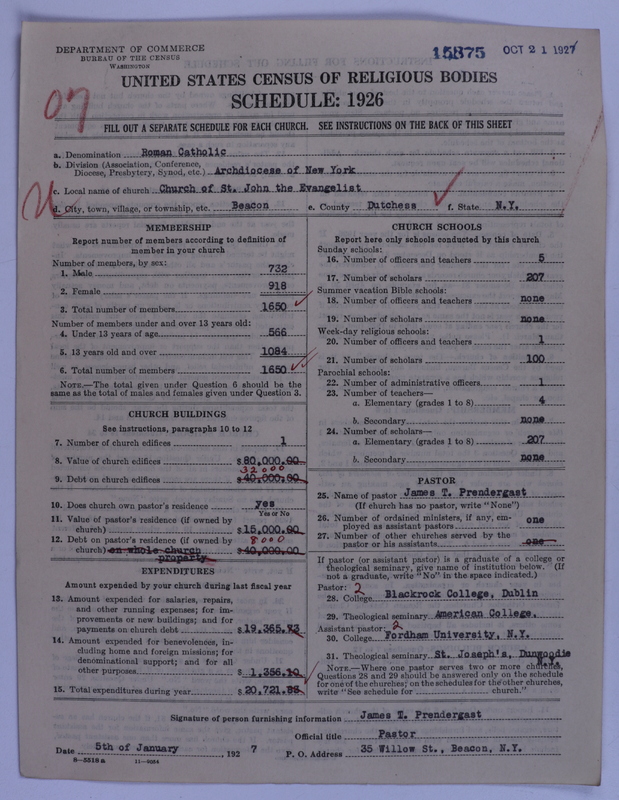 DEPARTMENT OF COMMERCE
BUREAU OF THE CENSUS
WASHINGTON
15875 OCT 21 1927
UNITED STATES CENSUS OF RELIGIOUS BODIES
SCHEDULE: 1926
07
FILL OUT A SEPARATE SCHEDULE FOR EACH CHURCH. SEE INSTRUCTIONS ON THE BACK OF THIS SHEET
a. Denomination Roman Catholic
b. Division (Association, Conference,
Diocese, Presbytery, Synod, etc.) Archdiocese of New York
c. Local name of church Church of St. John the Evangelist
d. City, town, village, or township, etc. Beacon e. County Dutchess f. State N.Y.
MEMBERSHIP
Report number of members according to definition of
member in your church
Number of members, by sex:
1. Male 732
2. Female 918
3. Total number of members 1650
Number of members under and over 13 years old:
4. Under 13 years of age 566
5. 13 years old and over 1084
6. Total number of members 1650
NOTE.—The total given under Question 6 should be the
same as the total of males and females given under Question 3.
CHURCH BUILDINGS
See instructions, paragraphs 10 to 12
7. Number of church edifices 1
8. Value of church edifices $80,000.00
32000
9. Debt on church edifices $40,000.00
10. Does church own pastor's residence yes
Yes or No
11. Value of pastor's residence (if owned by
church) $15,000.00
12. Debt on pastor's residence (if owned by 8000
church) on whole church $40,000.00
property
EXPENDITURES
Amount expended by your church during last fiscal year
13. Amount expended for salaries, repairs,
and other running expenses; for im-
provements or new buildings; and for
payments on church debt $19,365.73
14. Amount expended for benevolences, in-
cluding home and foreign missions; for
denominational support; and for all
other purposes $ 1,356.10
15. Total expenditures during year $20,721.83
CHURCH SCHOOLS
Report here only schools conducted by this church
Sunday schools:
16. Number of officers and teachers 5
17. Number of scholars 207
Summer vacation Bible schools:
18. Number of officers and teachers none
19. Number of scholars none
Week-day religious schools:
20. Number of officers and teachers 1
21. Number of scholars 100
Parochial schools:
22. Number of administrative officers 1
23. Number of teachers—
a. Elementary (grades 1 to 8) 4
b. Secondary none
24. Number of scholars—
a. Elementary (grades 1 to 8) 207
b. Secondary none
PASTOR
25. Name of pastor James T. Prendergast
(If church has no pastor, write "None")
26. Number of ordained ministers, if any, em-
ployed as assistant pastors one
27. Number of other churches served by the
pastor or his assistants one
If pastor (or assistant pastor) is a graduate of a college or
theological seminary, give name of institution below. (If
not a graduate, write "No" in the space indicated.)
Pastor: 2
28. College Blackrock College, Dublin
29. Theological seminary American College,
Assistant pastor: 2
30. College Fordham University, N.Y.
31. Theological seminary St. Joseph's, Dunwoodie
NOTE.—Where one pastor serves two or more churches,
Questions 28 and 29 should be answered only on the schedule
for one of the churches; on the schedules for the other churches,
write "See schedule for church."
Signature of person furnishing information James T. Prendergast
Official title Pastor
Date 5th of January, 192 7 P. O. Address 35 Willow St., Beacon, N.Y.
8—5518 a 11—9064